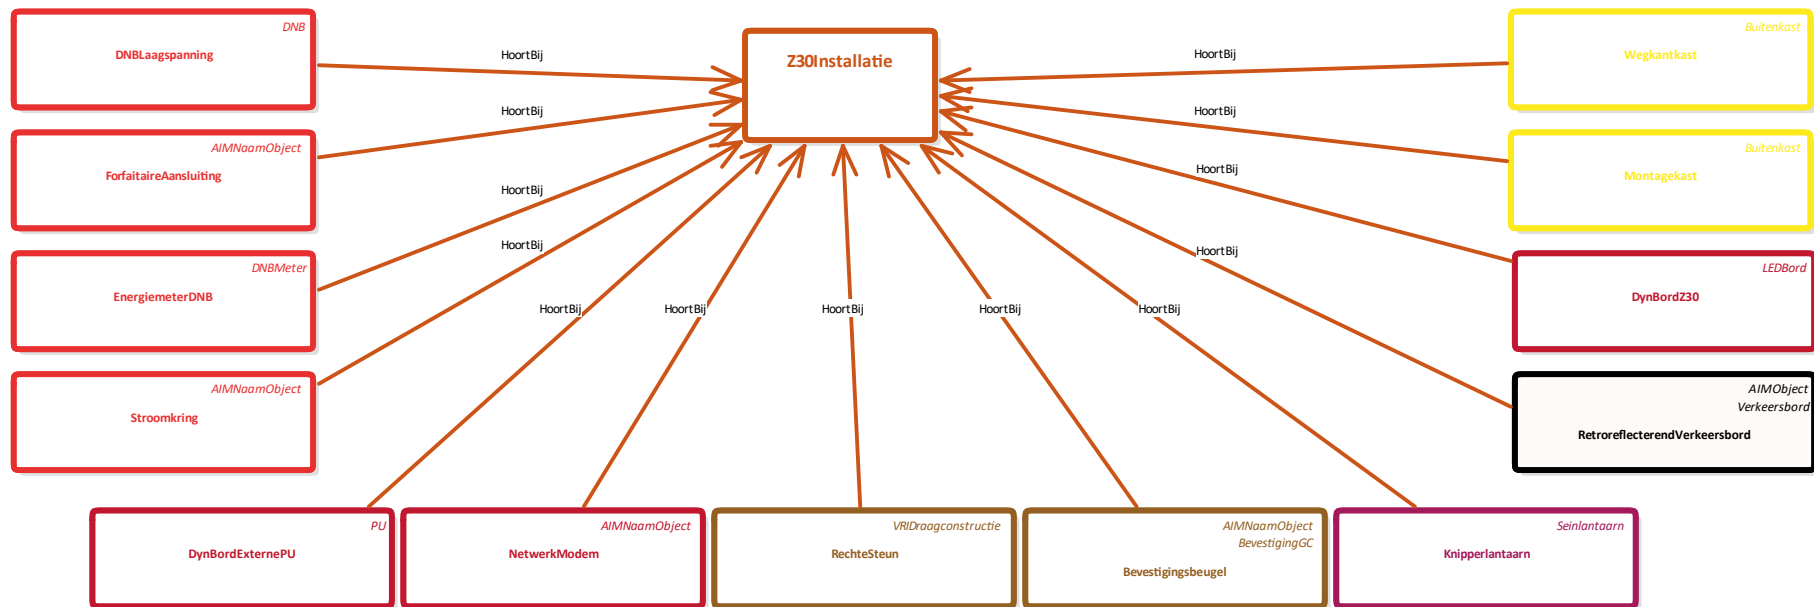 DNB
DNBLaagspanning
HoortBij
Z30Installatie
HoortBij
Buitenkast
Wegkantkast
AIMNaamObject
ForfaitaireAansluiting
HoortBij
HoortBij
Buitenkast
Montagekast
DNBMeter
EnergiemeterDNB
HoortBij
HoortBij
LEDBord
DynBordZ30
AIMNaamObject
Stroomkring
HoortBij
HoortBij
AIMObject
Verkeersbord
RetroreflecterendVerkeersbord
HoortBij
HoortBij
HoortBij
HoortBij
HoortBij
PU
DynBordExternePU
AIMNaamObject
NetwerkModem
VRIDraagconstructie
RechteSteun
AIMNaamObject
BevestigingGC
Bevestigingsbeugel
Seinlantaarn
Knipperlantaarn